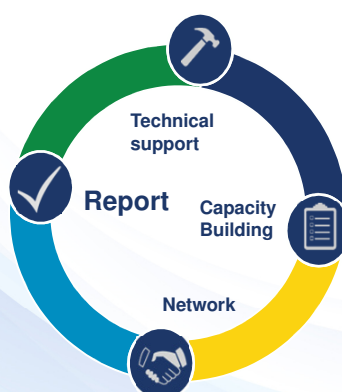 Technical
support
Report
Capacity
Building
Network